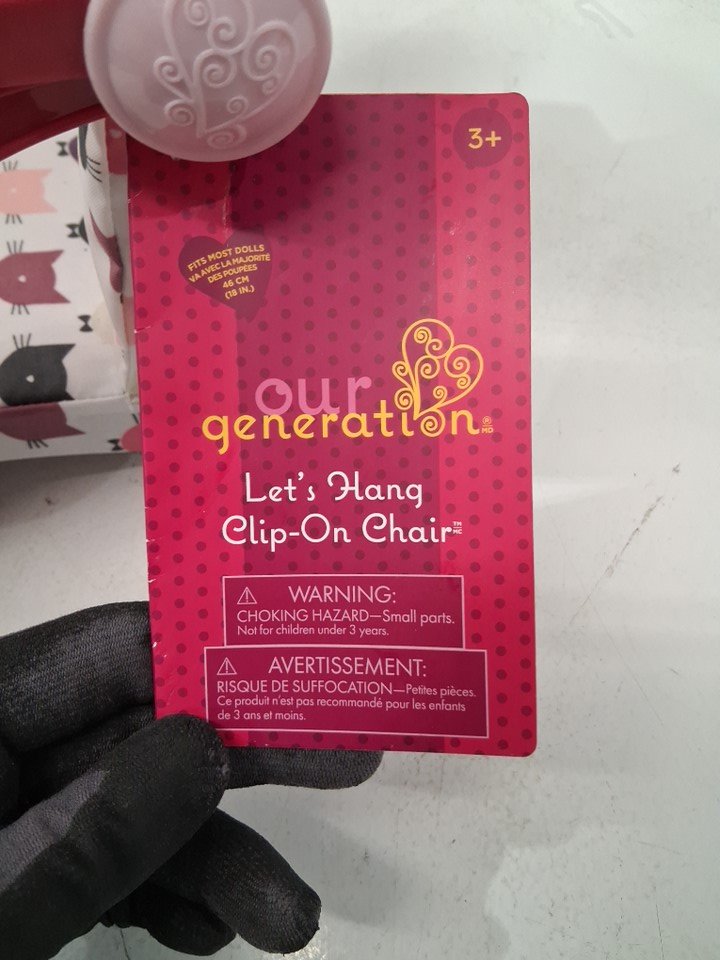 3+
FITS MOST DOLLS
VA AVEC LA MAJORITÉ
DES POUPÉES
46 CM
(18 IN.)
our
generation®
MD
Let's Hang
Clip-On Chair™
MC
⚠ WARNING:
CHOKING HAZARD—Small parts.
Not for children under 3 years.
⚠ AVERTISSEMENT:
RISQUE DE SUFFOCATION—Petites pièces.
Ce produit n'est pas recommandé pour les enfants
de 3 ans et moins.